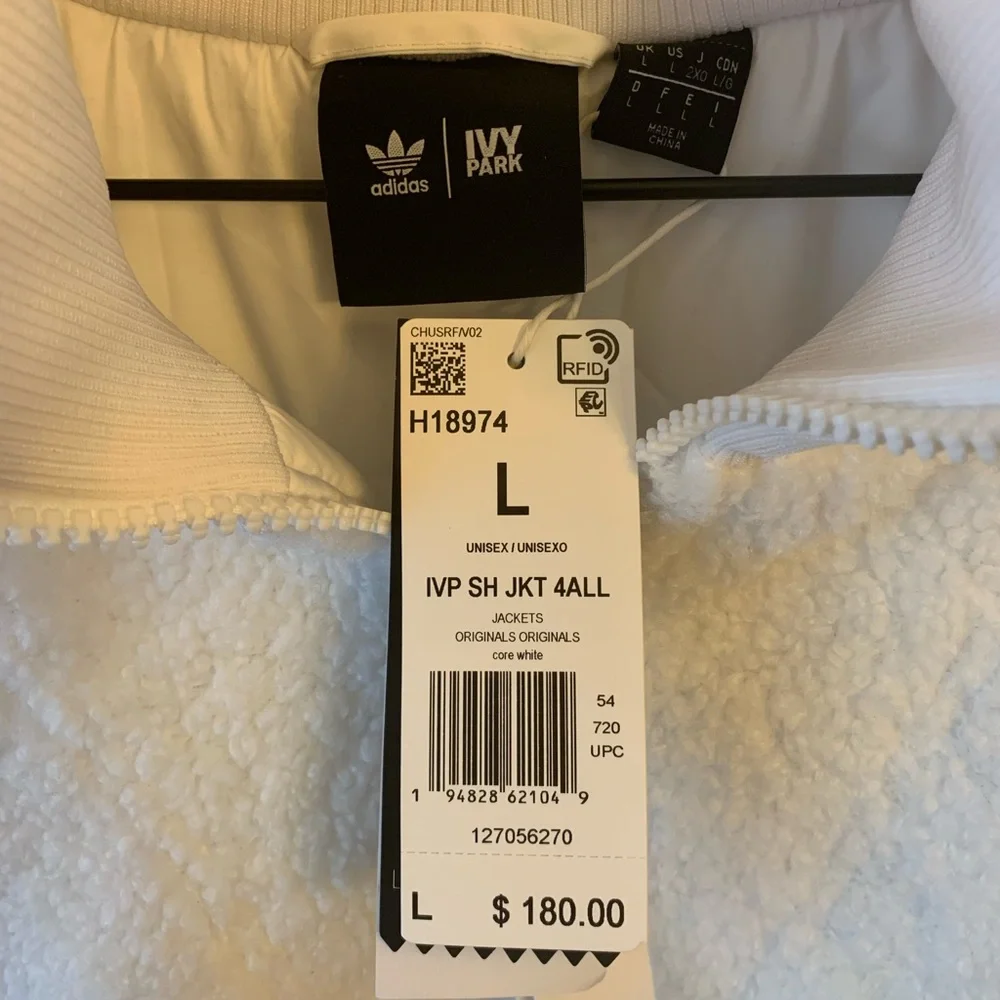 adidas
IVY
PARK
UK US J CDN
L L 2XO L/G
D F E I
L L L L
MADE IN
CHINA
CHUSRF/V02
RFID
H18974
L
UNISEX / UNISEXO
IVP SH JKT 4ALL
JACKETS
ORIGINALS ORIGINALS
core white
54
720
UPC
1 94828 62104 9
127056270
L $ 180.00
L